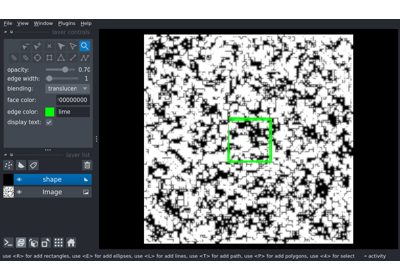 File View Window Plugins Help
layer controls
opacity: 0.70
edge width: 1
blending: translucen
face color: 00000000
edge color: lime
display text:
layer list
shape
Image
use <R> for add rectangles, use <E> for add ellipses, use <L> for add lines, use <T> for add path, use <P> for add polygons, use <4> for select activity